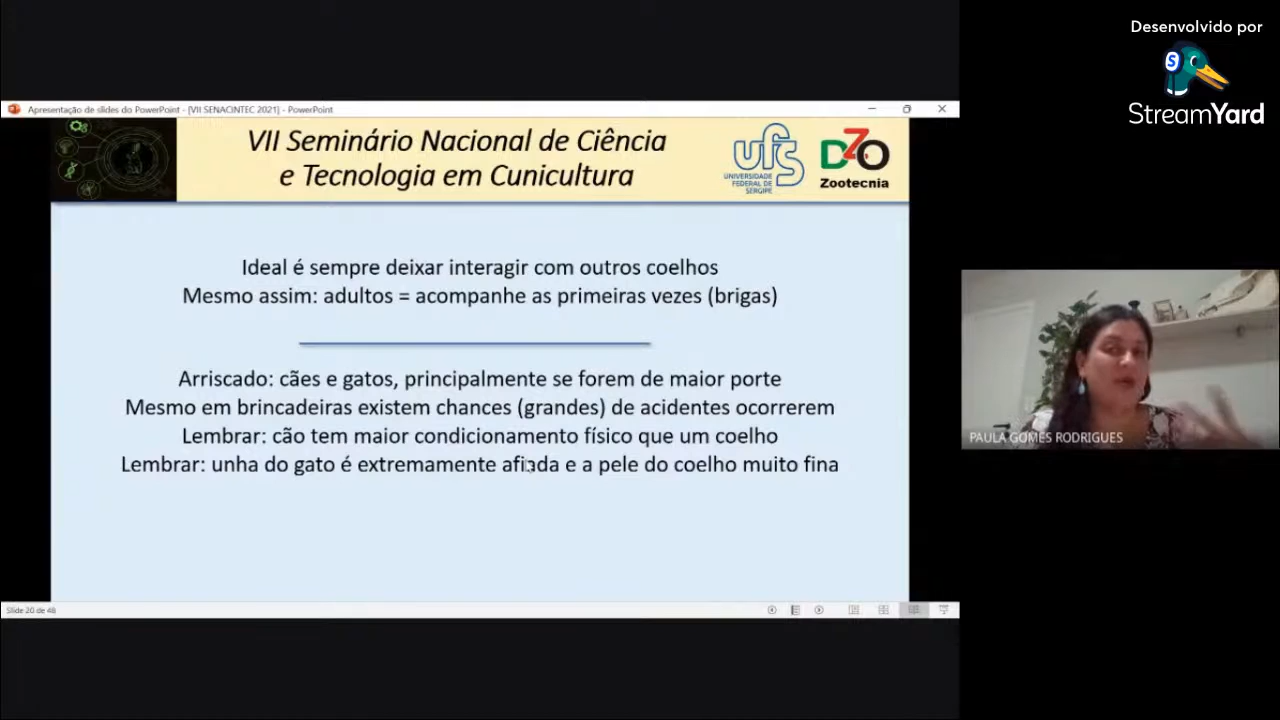 Desenvolvido por
StreamYard
Apresentação de slides do PowerPoint - [VII SENACINTEC 2021] - PowerPoint
VII Seminário Nacional de Ciência
e Tecnologia em Cunicultura
ufs
UNIVERSIDADE
FEDERAL DE
SERGIPE
DZO
Zootecnia
Ideal é sempre deixar interagir com outros coelhos
Mesmo assim: adultos = acompanhe as primeiras vezes (brigas)
Arriscado: cães e gatos, principalmente se forem de maior porte
Mesmo em brincadeiras existem chances (grandes) de acidentes ocorrerem
Lembrar: cão tem maior condicionamento físico que um coelho
Lembrar: unha do gato é extremamente afiada e a pele do coelho muito fina
PAULA GOMES RODRIGUES
Slide 20 de 48